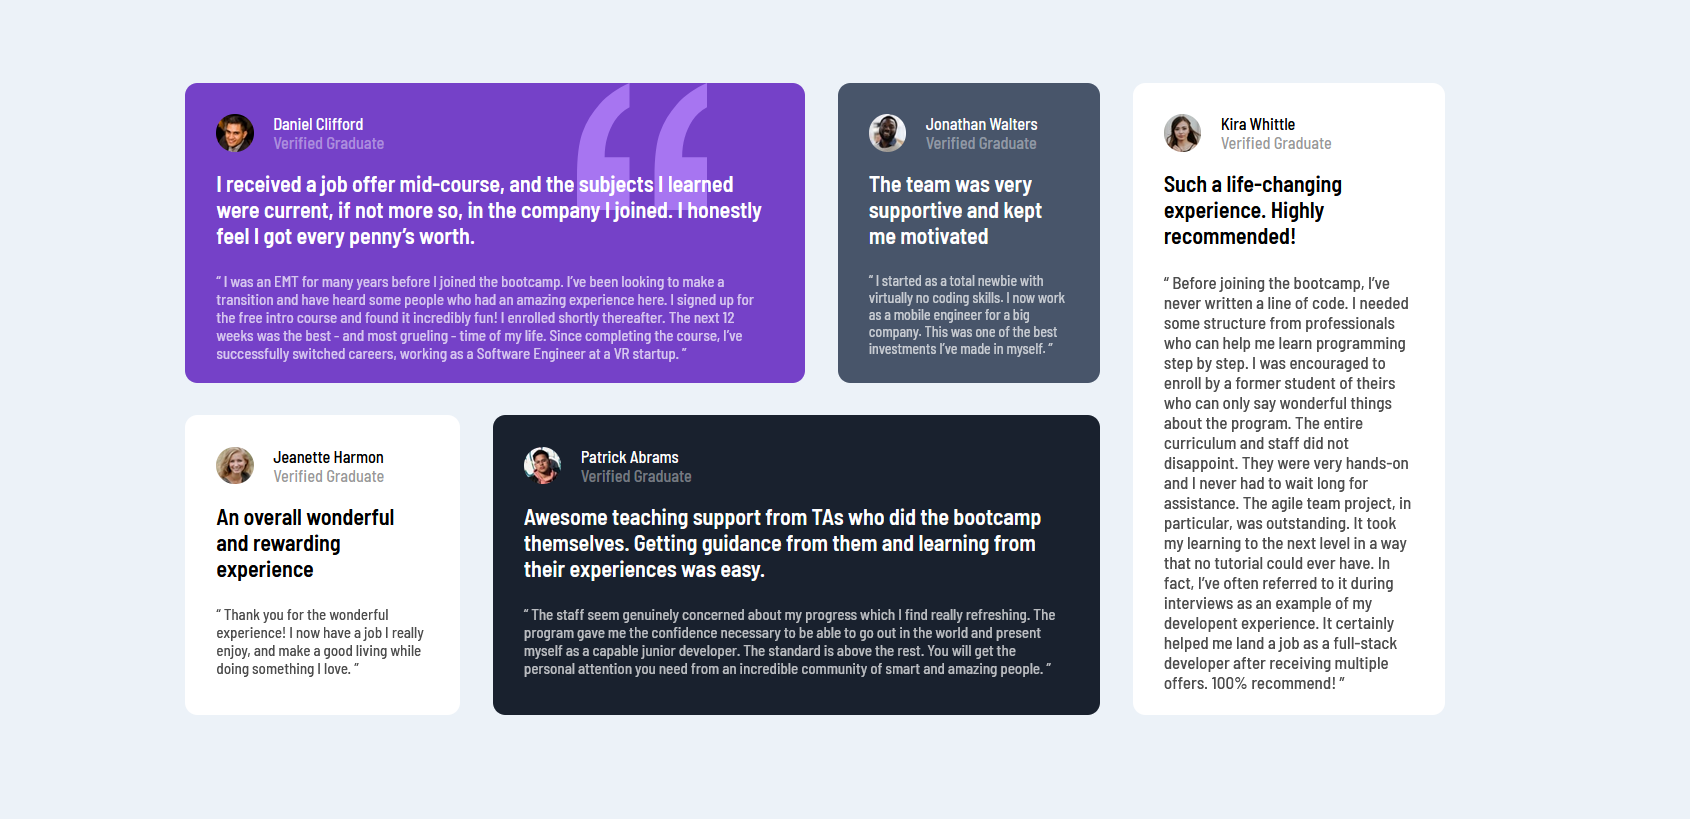 Daniel Clifford
Verified Graduate
I received a job offer mid-course, and the subjects I learned
were current, if not more so, in the company I joined. I honestly
feel I got every penny’s worth.
“ I was an EMT for many years before I joined the bootcamp. I’ve been looking to make a
transition and have heard some people who had an amazing experience here. I signed up for
the free intro course and found it incredibly fun! I enrolled shortly thereafter. The next 12
weeks was the best - and most grueling - time of my life. Since completing the course, I’ve
successfully switched careers, working as a Software Engineer at a VR startup. ”
Jonathan Walters
Verified Graduate
The team was very
supportive and kept
me motivated
“ I started as a total newbie with
virtually no coding skills. I now work
as a mobile engineer for a big
company. This was one of the best
investments I’ve made in myself. ”
Kira Whittle
Verified Graduate
Such a life-changing
experience. Highly
recommended!
“ Before joining the bootcamp, I’ve
never written a line of code. I needed
some structure from professionals
who can help me learn programming
step by step. I was encouraged to
enroll by a former student of theirs
who can only say wonderful things
about the program. The entire
curriculum and staff did not
disappoint. They were very hands-on
and I never had to wait long for
assistance. The agile team project, in
particular, was outstanding. It took
my learning to the next level in a way
that no tutorial could ever have. In
fact, I’ve often referred to it during
interviews as an example of my
developent experience. It certainly
helped me land a job as a full-stack
developer after receiving multiple
offers. 100% recommend! ”
Jeanette Harmon
Verified Graduate
An overall wonderful
and rewarding
experience
“ Thank you for the wonderful
experience! I now have a job I really
enjoy, and make a good living while
doing something I love. ”
Patrick Abrams
Verified Graduate
Awesome teaching support from TAs who did the bootcamp
themselves. Getting guidance from them and learning from
their experiences was easy.
“ The staff seem genuinely concerned about my progress which I find really refreshing. The
program gave me the confidence necessary to be able to go out in the world and present
myself as a capable junior developer. The standard is above the rest. You will get the
personal attention you need from an incredible community of smart and amazing people. ”